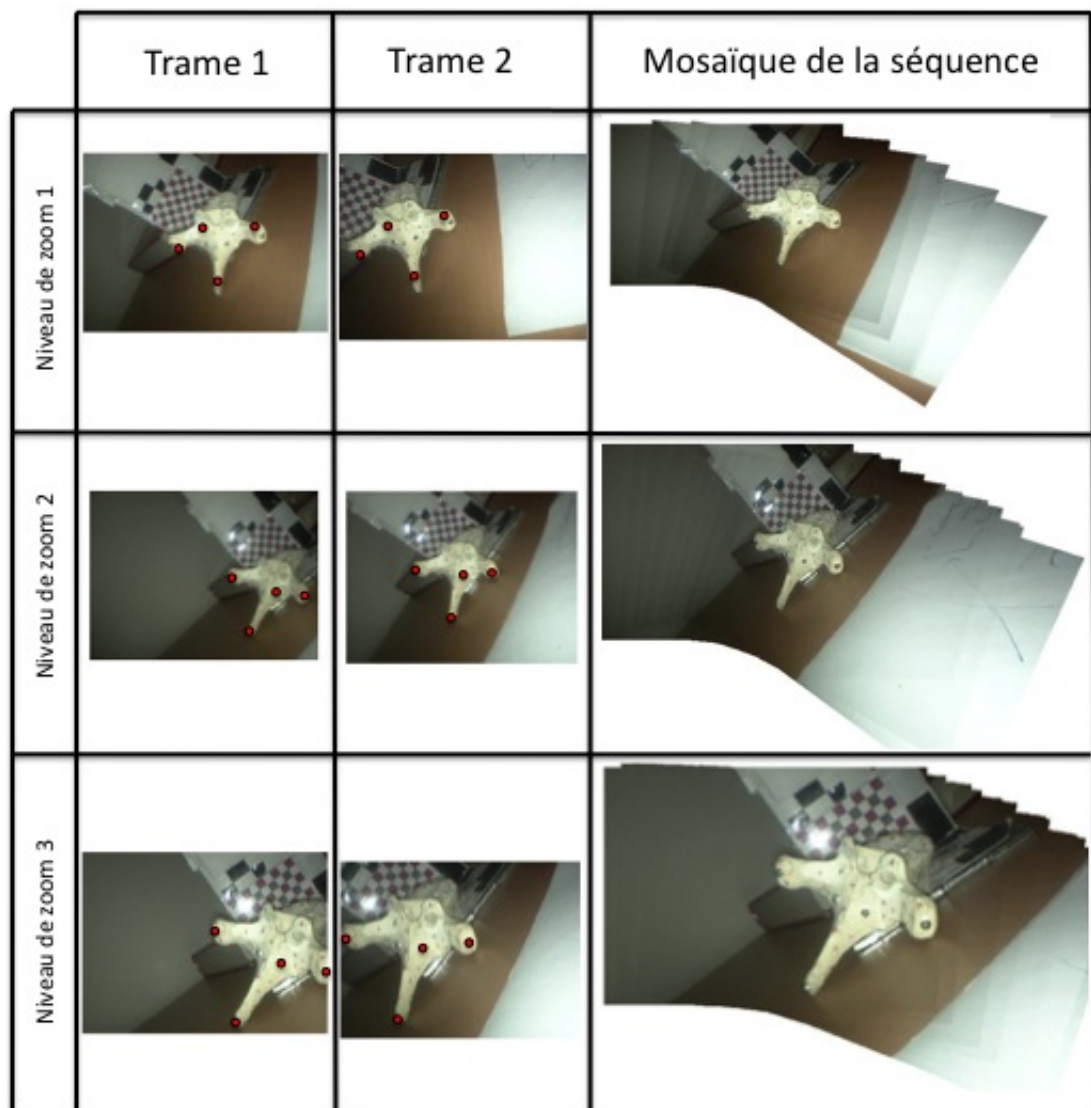 Trame 1
Trame 2
Mosaïque de la séquence
Niveau de zoom 1
Niveau de zoom 2
Niveau de zoom 3